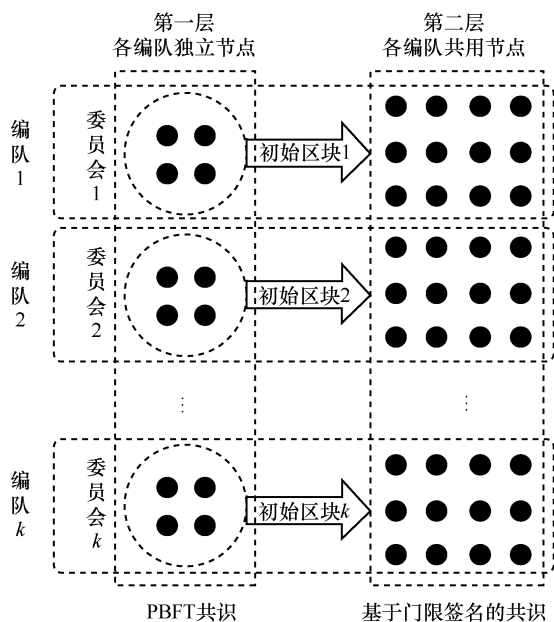 第一层
各编队独立节点
第二层
各编队共用节点
编队1
委员会1
初始区块1
编队2
委员会2
初始区块2
⋮
⋮
编队k
委员会k
初始区块k
PBFT共识
基于门限签名的共识